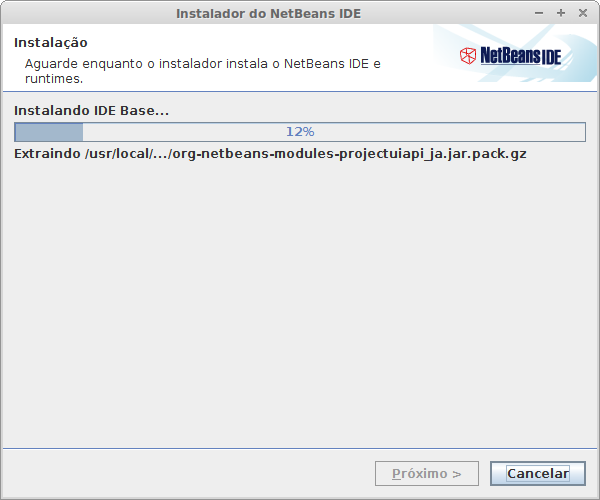 Instalador do NetBeans IDE
Instalação
Aguarde enquanto o instalador instala o NetBeans IDE e
runtimes.
NetBeans IDE
Instalando IDE Base...
12%
Extraindo /usr/local/.../org-netbeans-modules-projectuiapi_ja.jar.pack.gz
Próximo >
Cancelar